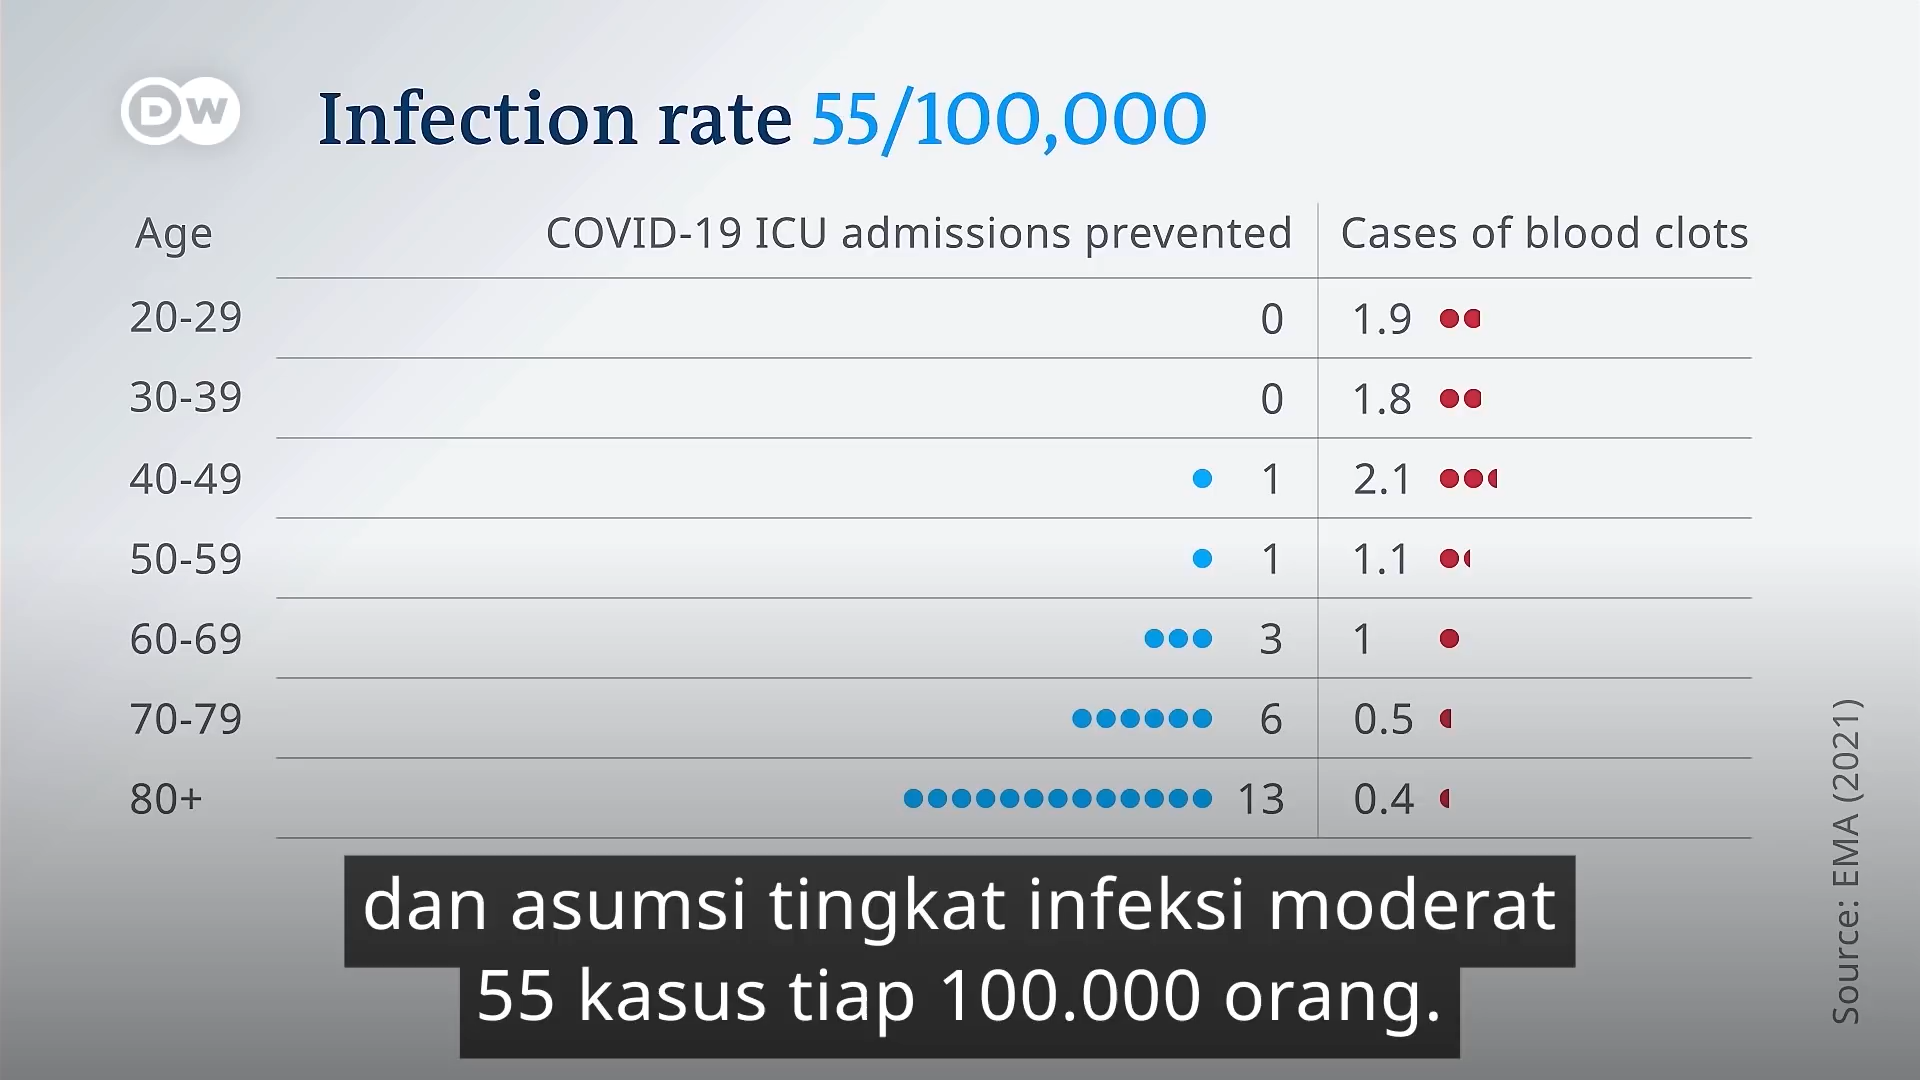 DW
Infection rate 55/100,000
Age COVID-19 ICU admissions prevented Cases of blood clots
20-29 0 1.9
30-39 0 1.8
40-49 1 2.1
50-59 1 1.1
60-69 3 1
70-79 6 0.5
80+ 13 0.4
Source: EMA (2021)
dan asumsi tingkat infeksi moderat
55 kasus tiap 100.000 orang.